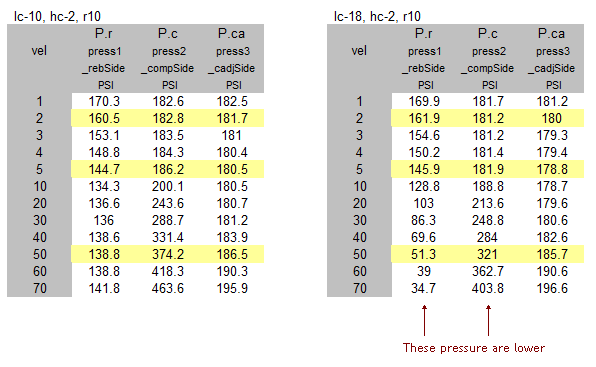 lc-10, hc-2, r10 lc-18, hc-2, r10
P.r P.c P.ca P.r P.c P.ca
vel press1 press2 press3 vel press1 press2 press3
_rebSide _compSide _cadjSide _rebSide _compSide _cadjSide
PSI PSI PSI PSI PSI PSI
1 170.3 182.6 182.5 1 169.9 181.7 181.2
2 160.5 182.8 181.7 2 161.9 181.2 180
3 153.1 183.5 181 3 154.6 181.2 179.3
4 148.8 184.3 180.4 4 150.2 181.4 179.4
5 144.7 186.2 180.5 5 145.9 181.9 178.8
10 134.3 200.1 180.5 10 128.8 188.8 178.7
20 136.6 243.6 180.7 20 103 213.6 179.6
30 136 288.7 181.2 30 86.3 248.8 180.6
40 138.6 331.4 183.9 40 69.6 284 182.6
50 138.8 374.2 186.5 50 51.3 321 185.7
60 138.8 418.3 190.3 60 39 362.7 190.6
70 141.8 463.6 195.9 70 34.7 403.8 196.6
These pressure are lower